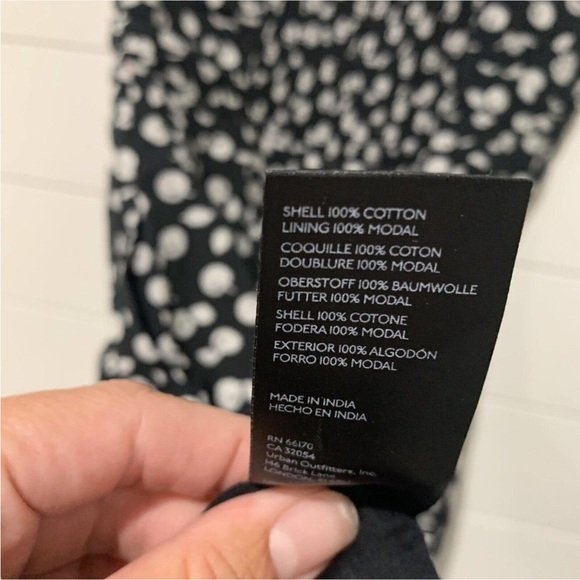 SHELL 100% COTTON
LINING 100% MODAL
COQUILLE 100% COTON
DOUBLURE 100% MODAL
OBERSTOFF 100% BAUMWOLLE
FUTTER 100% MODAL
SHELL 100% COTONE
FODERA 100% MODAL
EXTERIOR 100% ALGODÓN
FORRO 100% MODAL
MADE IN INDIA
HECHO EN INDIA
RN 66170
CA 32054
Urban Outfitters, Inc.
146 Brick Lane
LONDON,